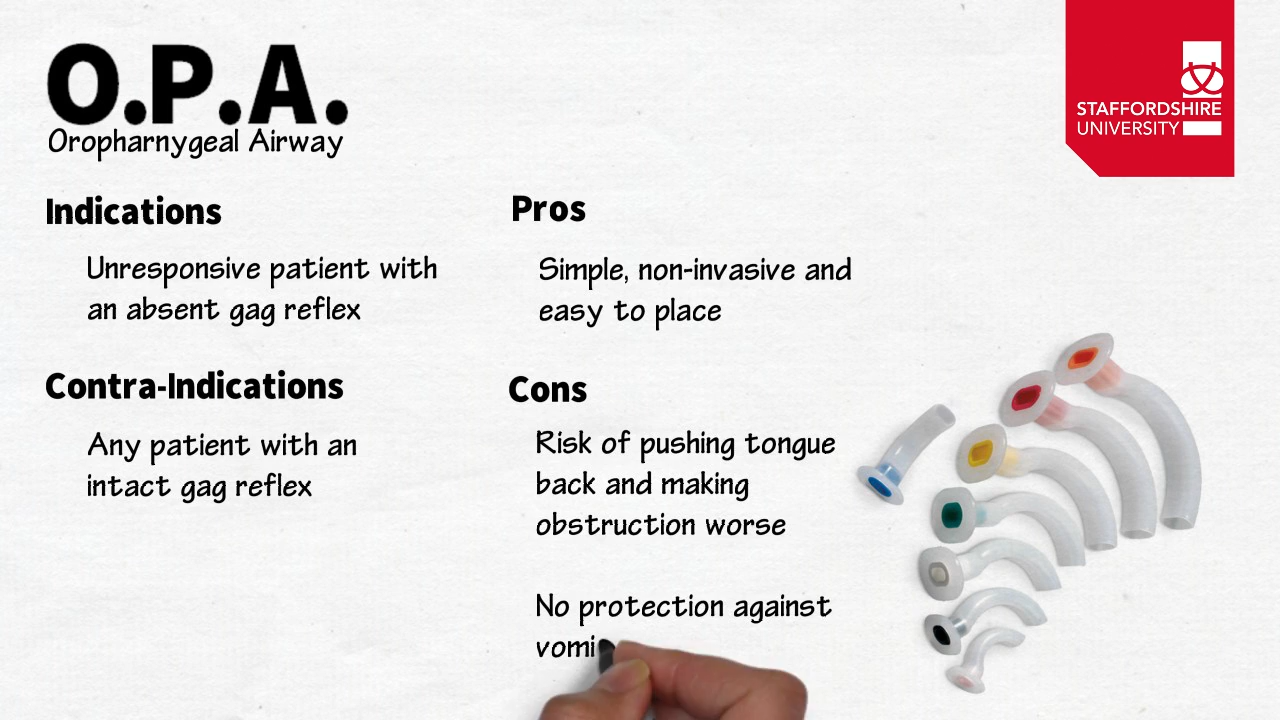 O.P.A.
Oropharnygeal Airway
Indications
Unresponsive patient with
an absent gag reflex
Contra-Indications
Any patient with an
intact gag reflex
Pros
Simple, non-invasive and
easy to place
Cons
Risk of pushing tongue
back and making
obstruction worse
No protection against
vomi
STAFFORDSHIRE
UNIVERSITY